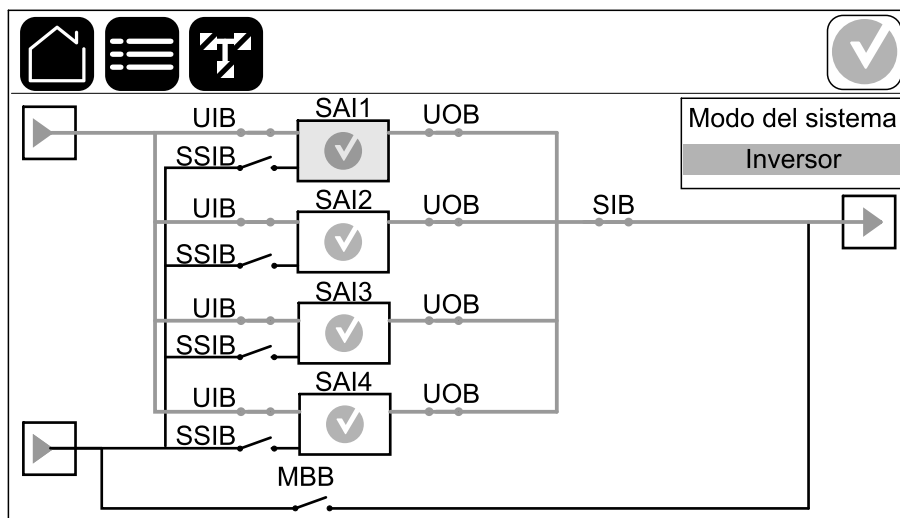 SAI1
UIB
UOB
Modo del sistema
SSIB
Inversor
SAI2
UIB
UOB
SIB
SSIB
SAI3
UIB
UOB
SSIB
SAI4
UIB
UOB
SSIB
MBB